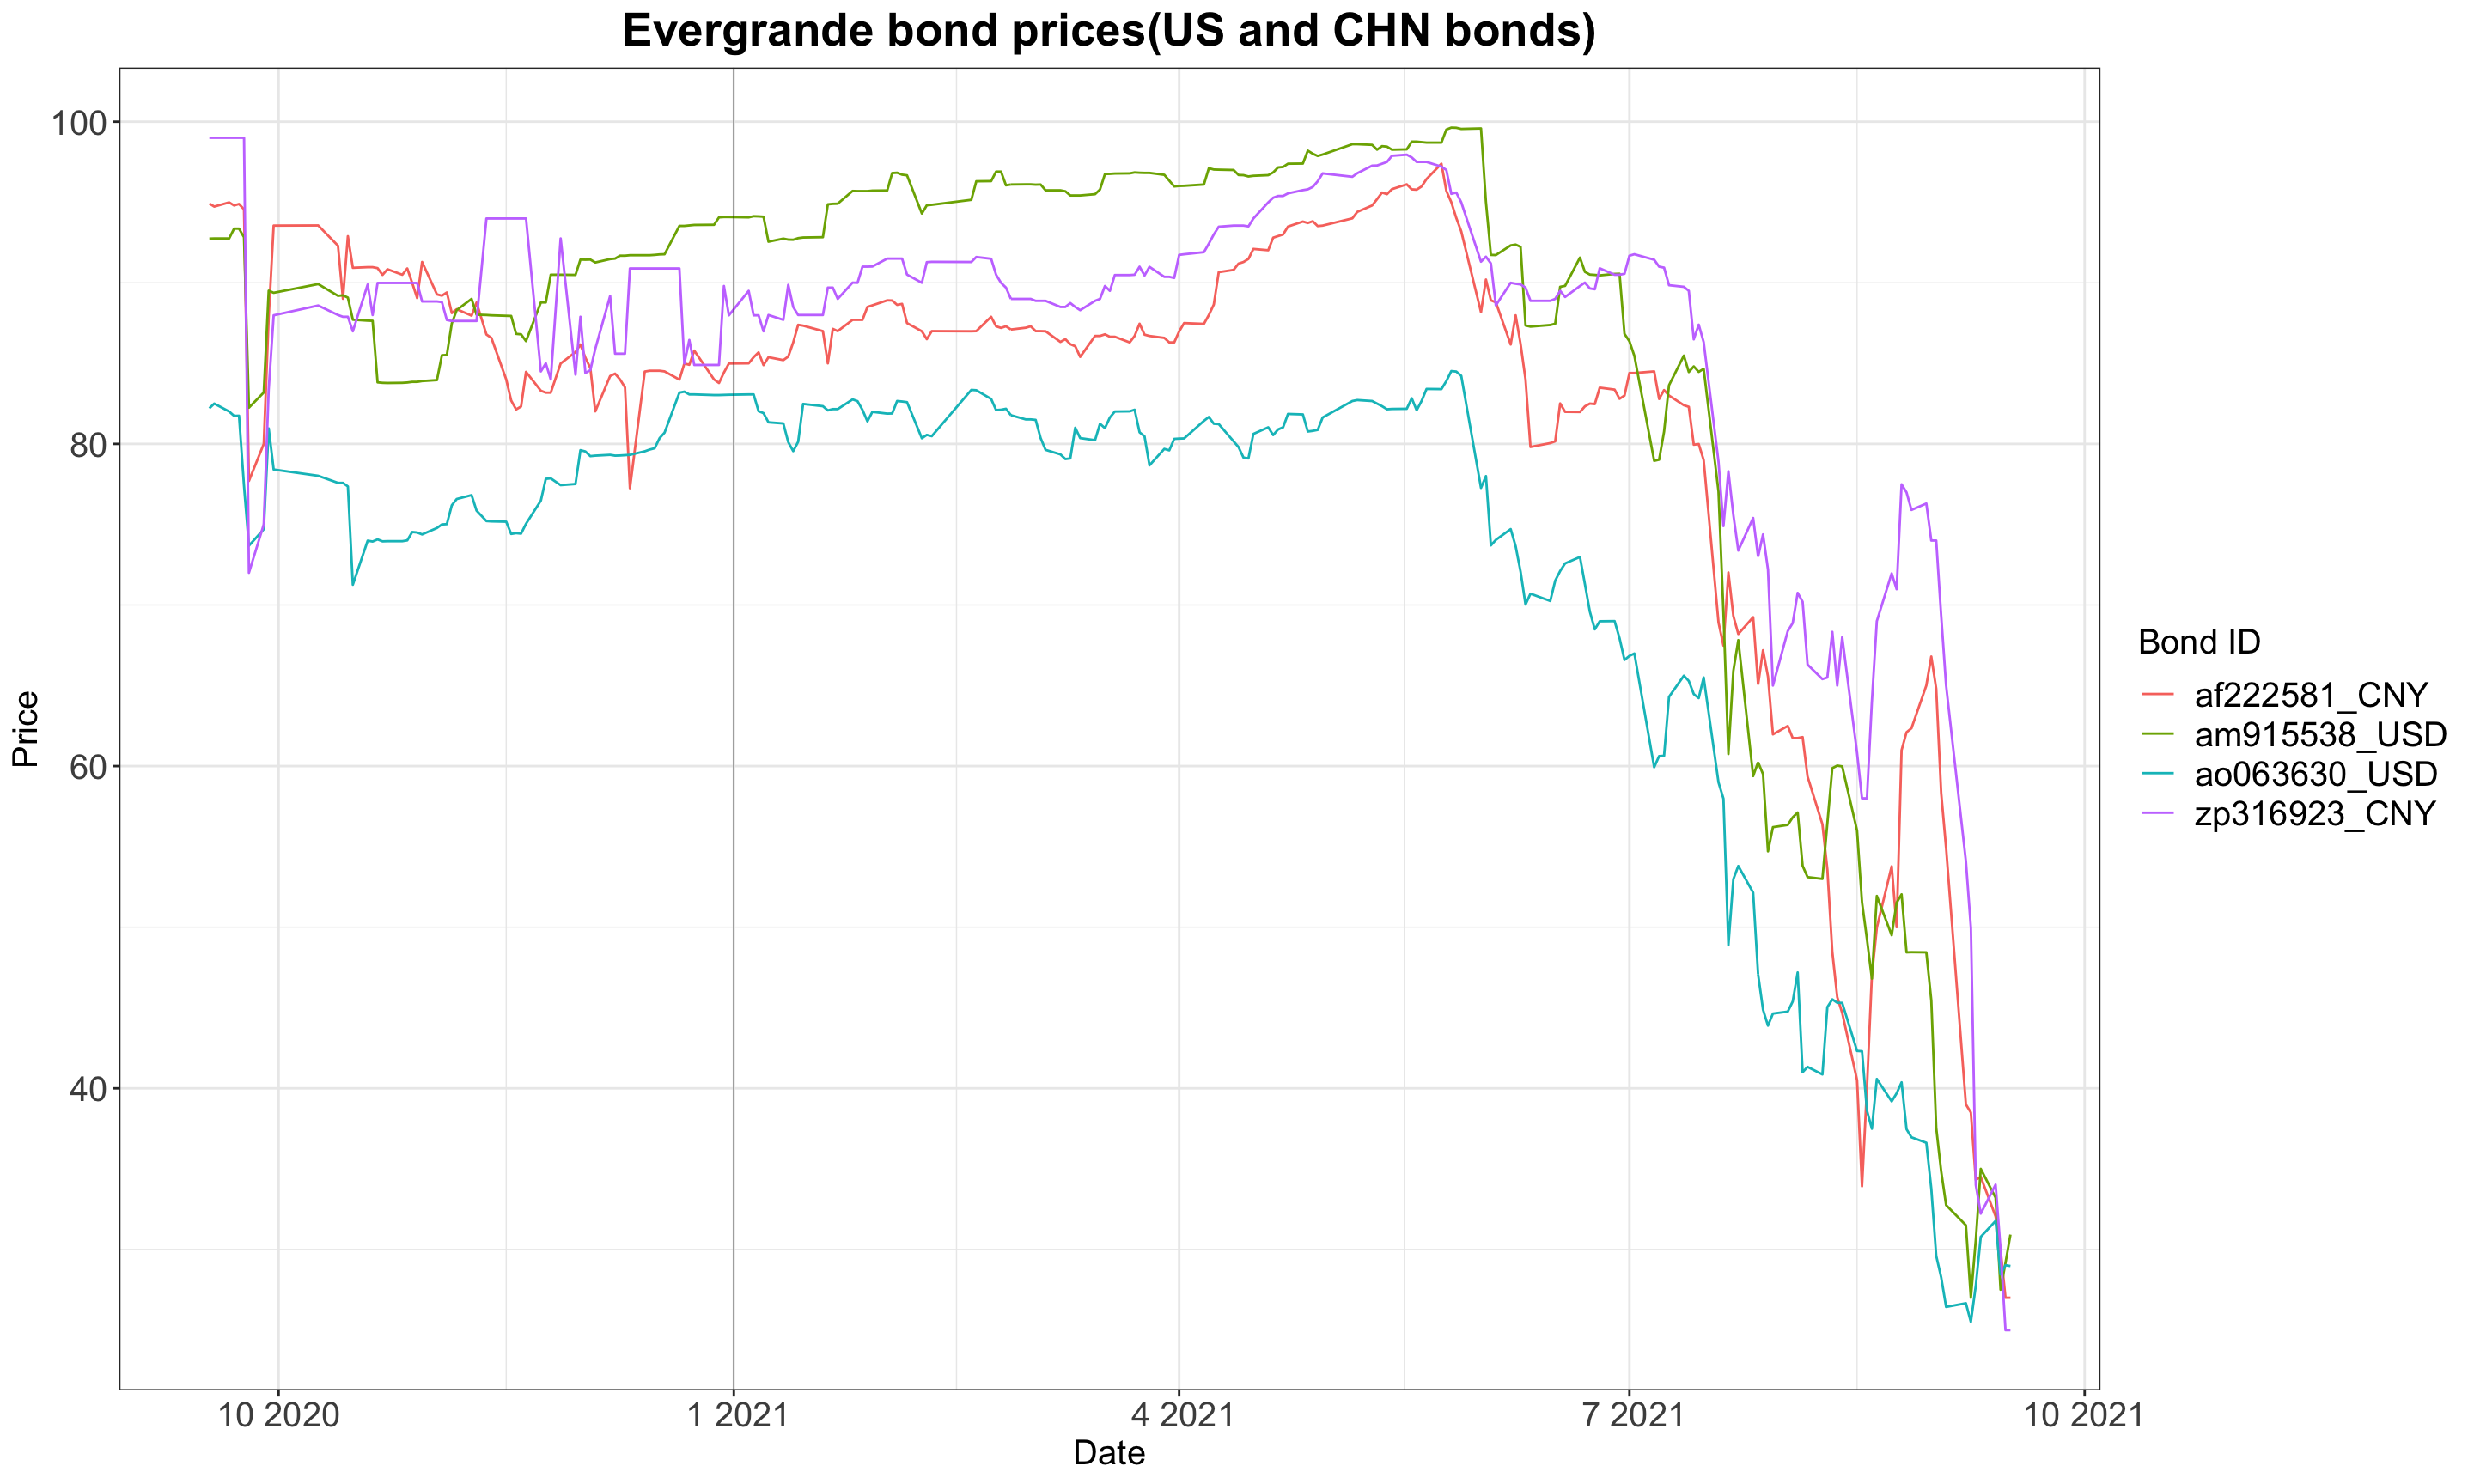 Evergrande bond prices(US and CHN bonds)
100
80
60
40
Price
10 2020
1 2021
4 2021
7 2021
10 2021
Date
Bond ID
af222581_CNY
am915538_USD
ao063630_USD
zp316923_CNY